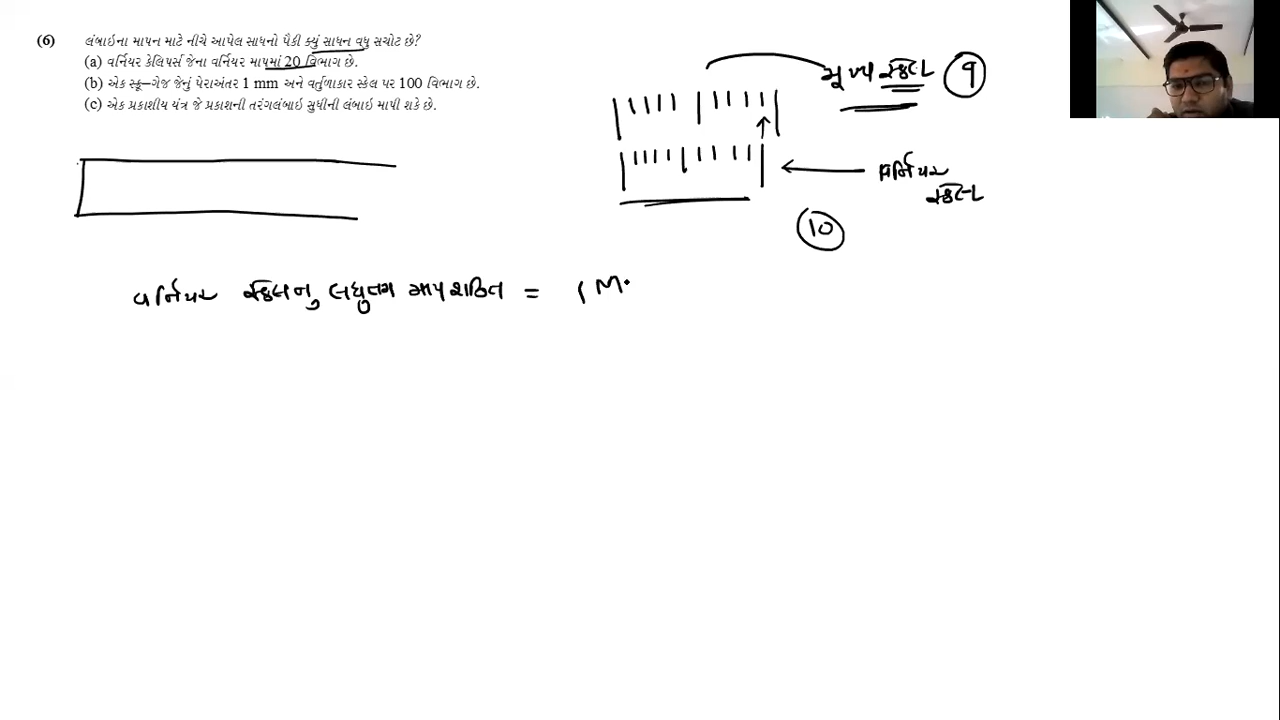 (6) લંબાઈના માપન માટે નીચે આપેલ સાધનો પૈકી ક્યું સાધન વધુ સચોટ છે?
(a) વર્નિયર કેલિપર્સ જેના વર્નિયર માપમાં 20 વિભાગ છે.
(b) એક સ્ક્રૂ–ગેજ જેનું પેચઅંતર 1 mm અને વર્તુળાકાર સ્કેલ પર 100 વિભાગ છે.
(c) એક પ્રકાશીય યંત્ર જે પ્રકાશની તરંગલંબાઈ સુધીની લંબાઈ માપી શકે છે.
મુખ્ય સ્કેલ 9
વર્નિયર
સ્કેલ
10
વર્નિયર સ્કેલનુ લઘુતમ માપશક્તિ = 1 M.